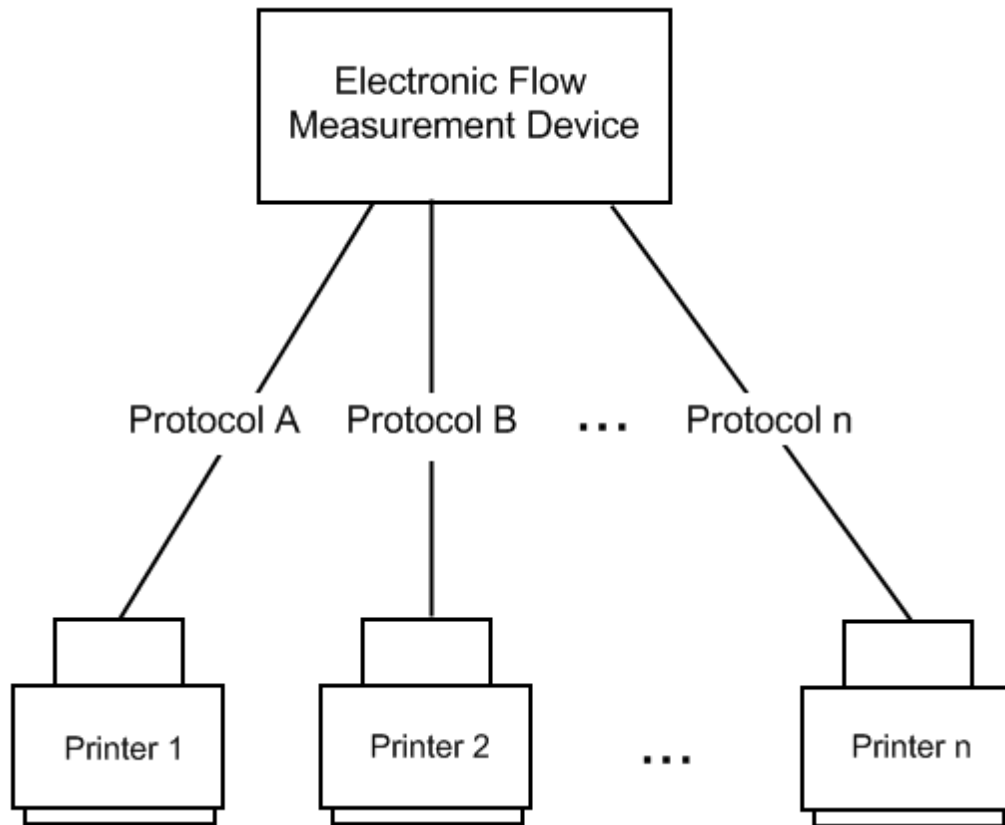 Electronic Flow
Measurement Device
Protocol A Protocol B ... Protocol n
Printer 1 Printer 2 ... Printer n